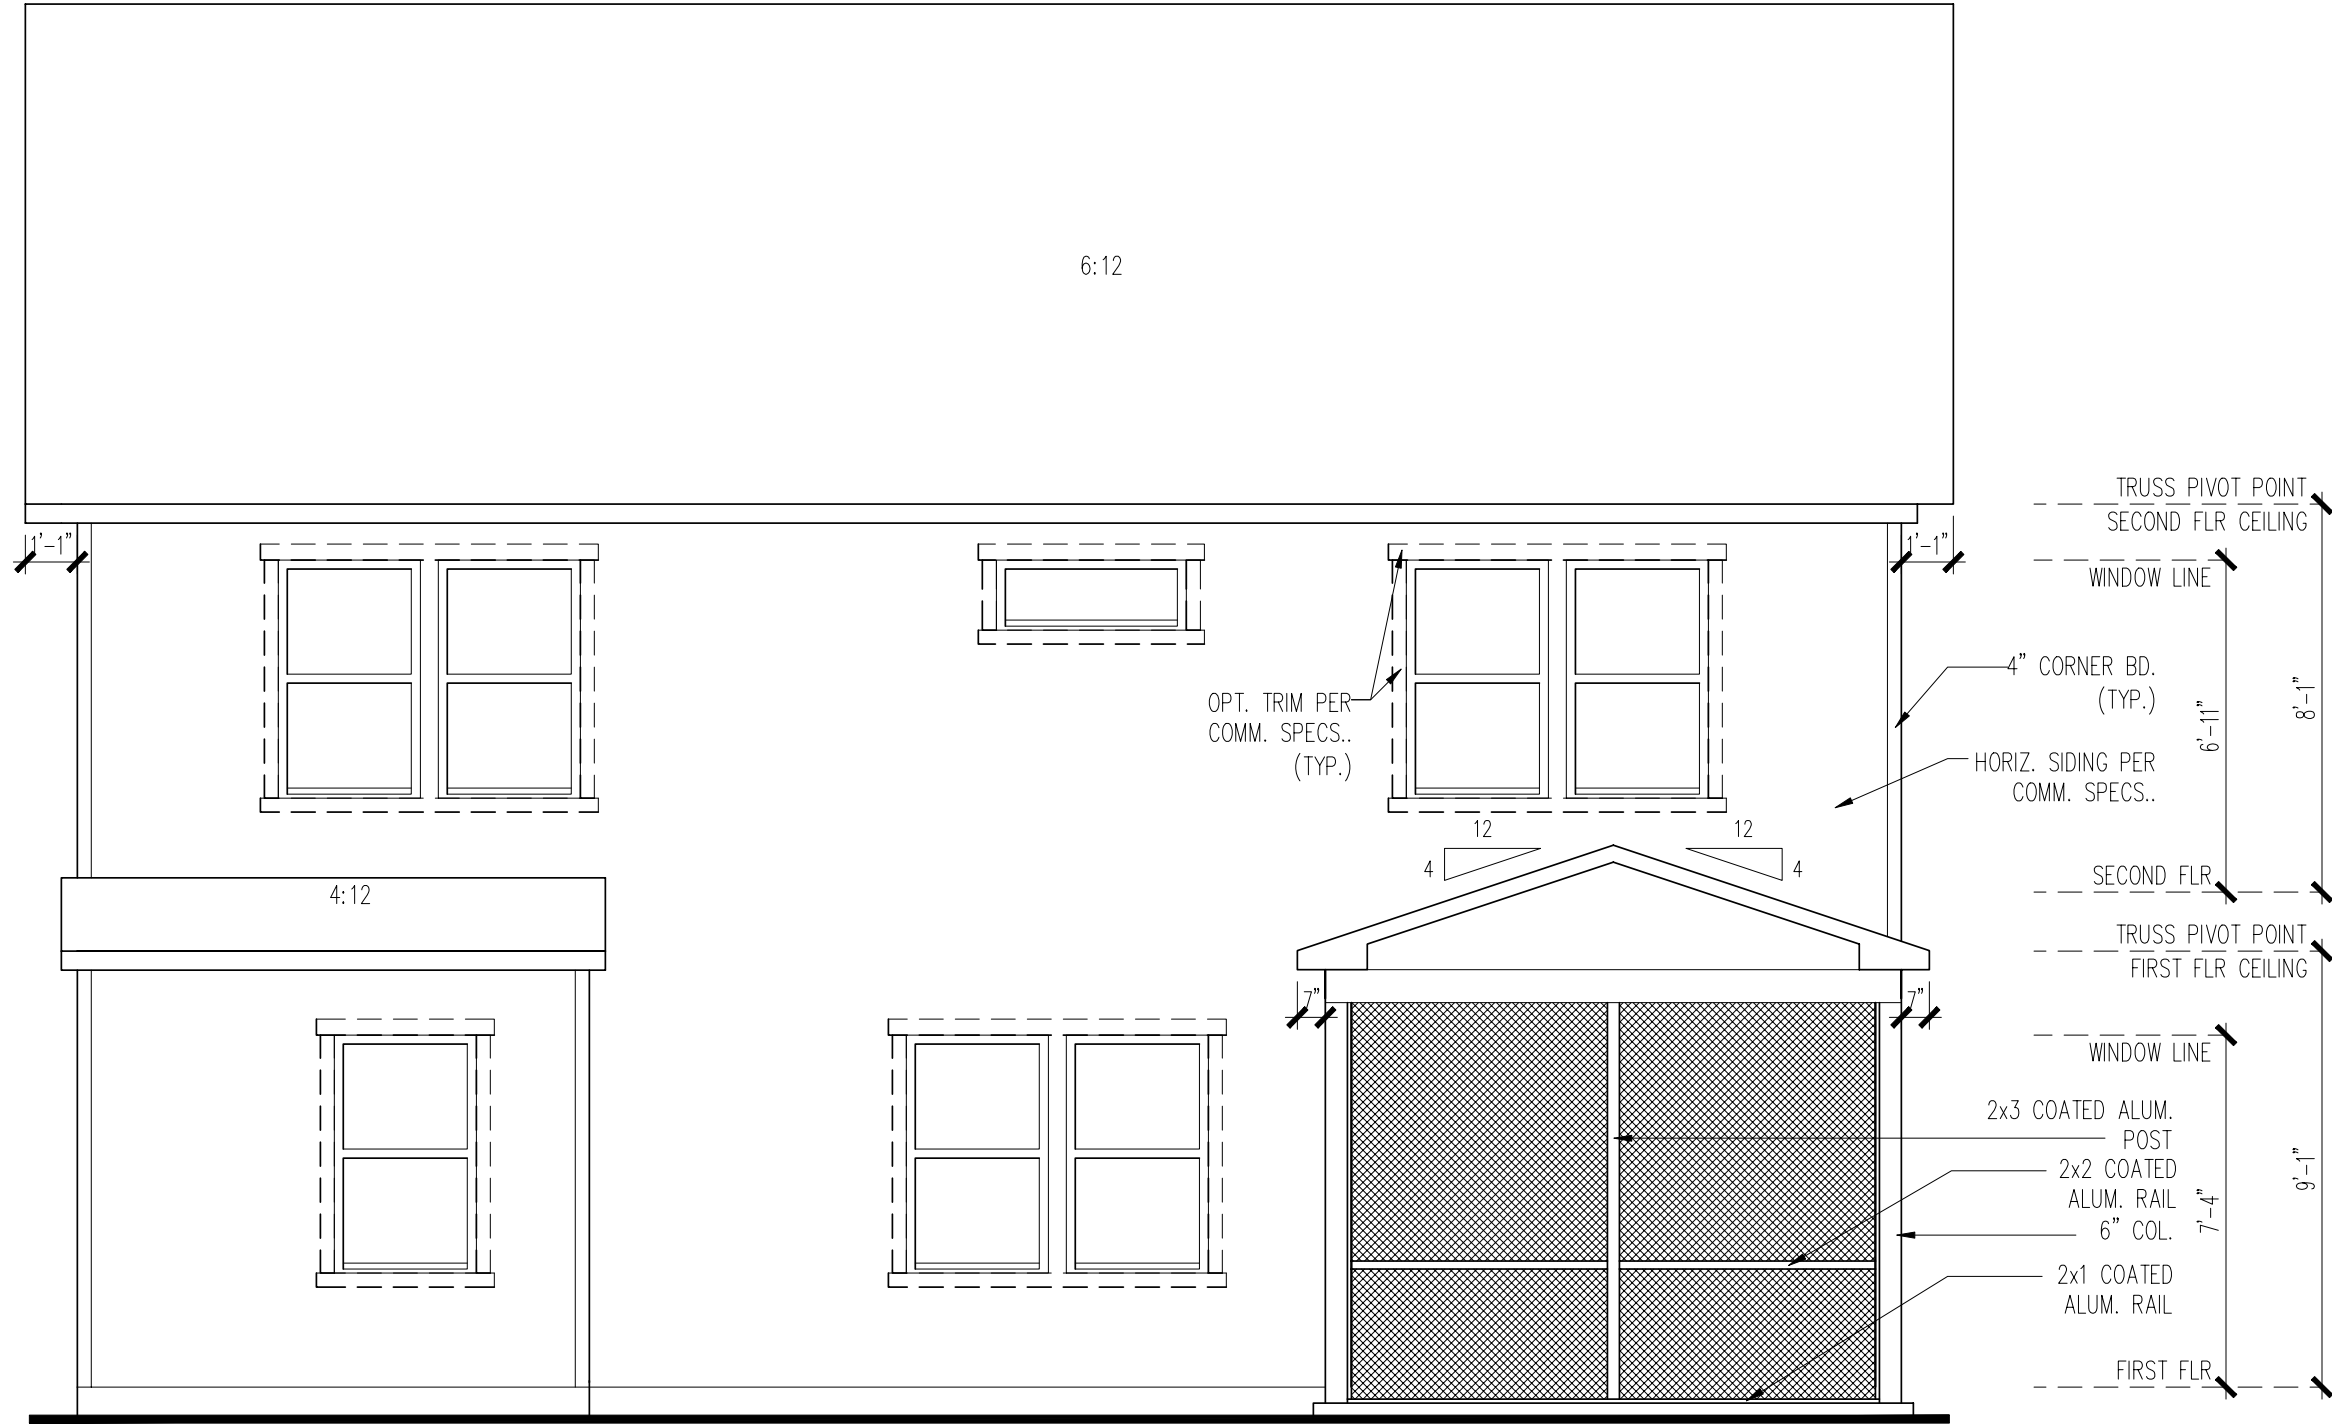 6:12
TRUSS PIVOT POINT
SECOND FLR CEILING
1'-1"
1'-1"
WINDOW LINE
4" CORNER BD.
(TYP.)
OPT. TRIM PER
COMM. SPECS..
(TYP.)
6'-11"
8'-1"
HORIZ. SIDING PER
COMM. SPECS..
12
12
4
4
SECOND FLR
4:12
TRUSS PIVOT POINT
FIRST FLR CEILING
7"
7"
WINDOW LINE
2x3 COATED ALUM.
POST
2x2 COATED
ALUM. RAIL
6" COL.
7'-4"
9'-1"
2x1 COATED
ALUM. RAIL
FIRST FLR